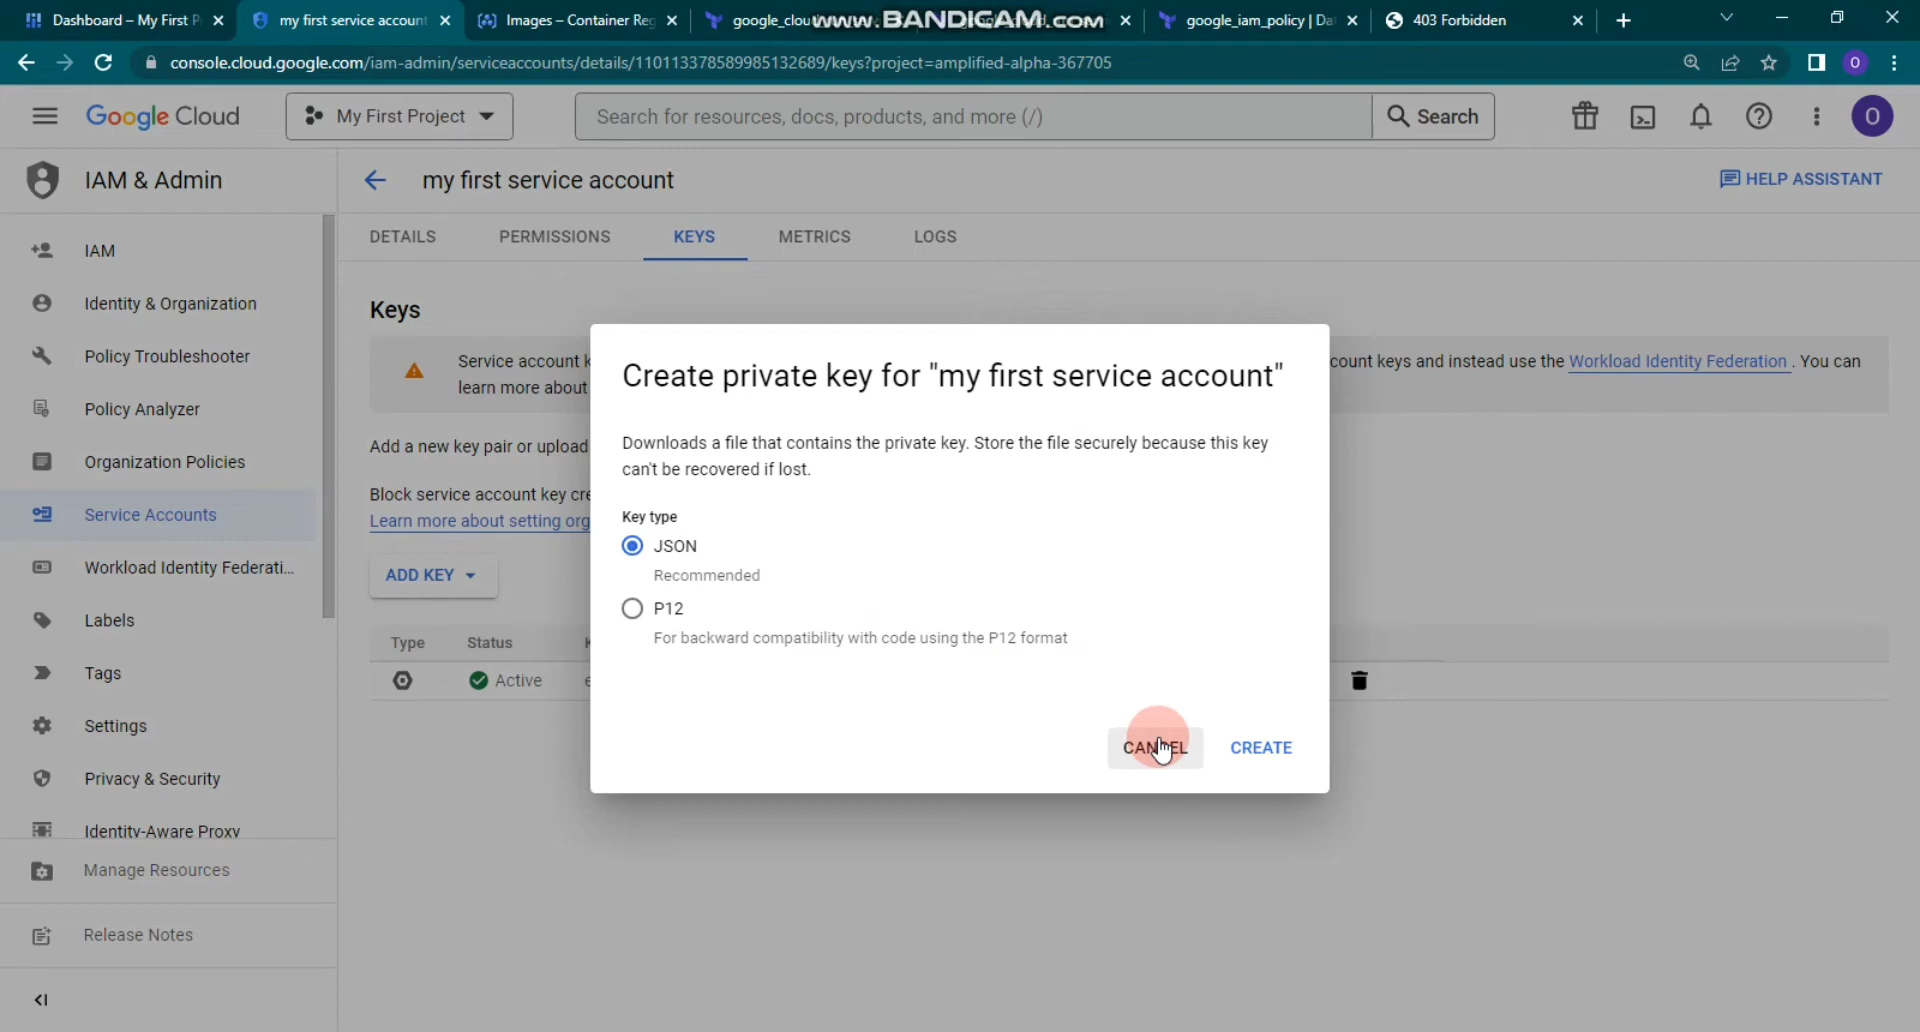 Dashboard – My First P
my first service account
Images – Container Reg
google_clou
www.BANDICAM.com
google_iam_policy | Da
403 Forbidden
console.cloud.google.com/iam-admin/serviceaccounts/details/110113378589985132689/keys?project=amplified-alpha-367705
O
Google Cloud
My First Project
Search for resources, docs, products, and more (/)
Search
O
IAM & Admin
my first service account
HELP ASSISTANT
IAM
Identity & Organization
Policy Troubleshooter
Policy Analyzer
Organization Policies
Service Accounts
Workload Identity Federati...
Labels
Tags
Settings
Privacy & Security
Identity-Aware Proxy
Manage Resources
Release Notes
DETAILS
PERMISSIONS
KEYS
METRICS
LOGS
Keys
Service account k
count keys and instead use the Workload Identity Federation . You can
learn more about
Add a new key pair or upload
Block service account key cre
Learn more about setting org
ADD KEY
Type
Status
Active
Create private key for "my first service account"
Downloads a file that contains the private key. Store the file securely because this key
can't be recovered if lost.
Key type
JSON
Recommended
P12
For backward compatibility with code using the P12 format
CANCEL
CREATE